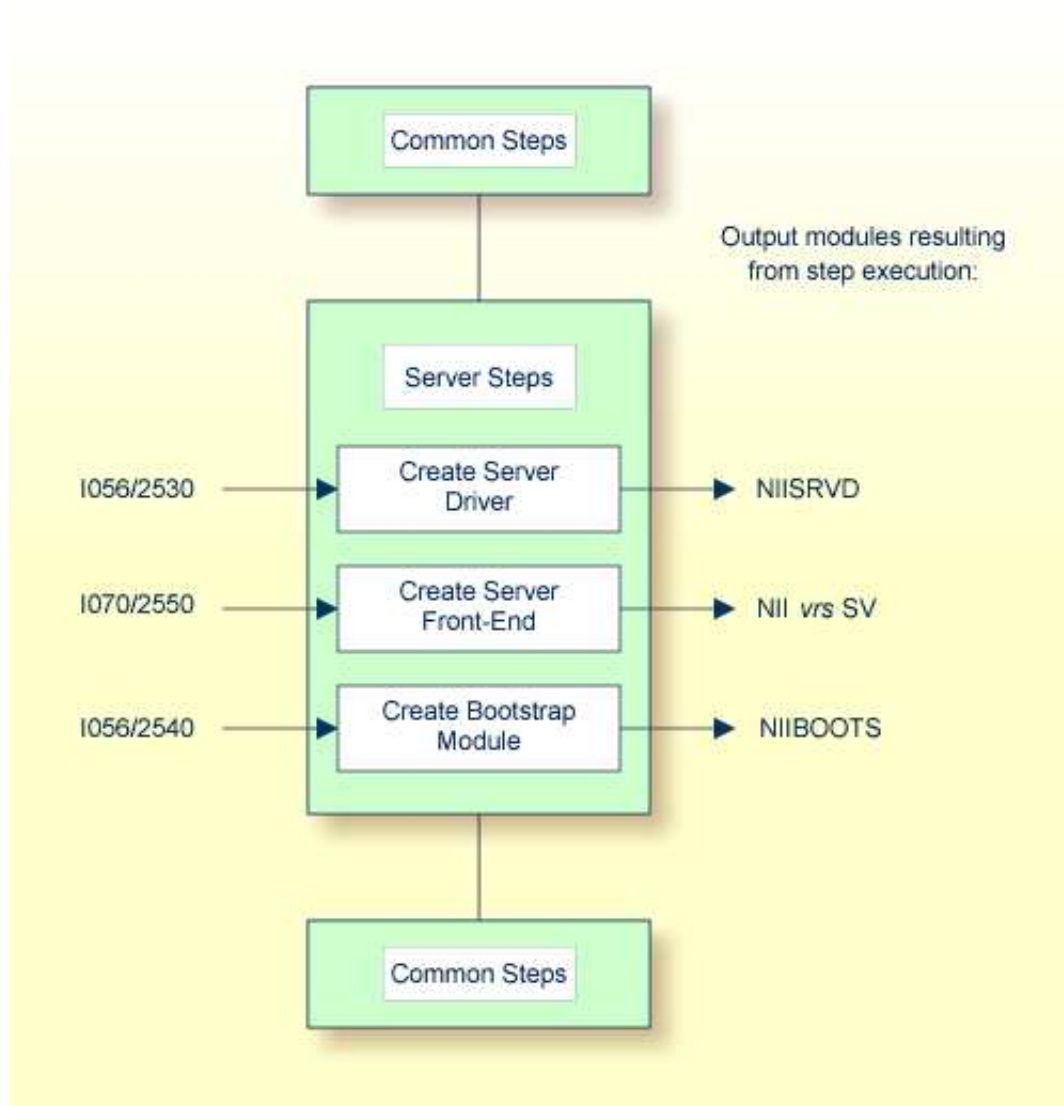 Common Steps
Output modules resulting
from step execution:
Server Steps
I056/2530
Create Server
Driver
NIISRVD
I070/2550
Create Server
Front-End
NII vrs SV
I056/2540
Create Bootstrap
Module
NIIBOOTS
Common Steps